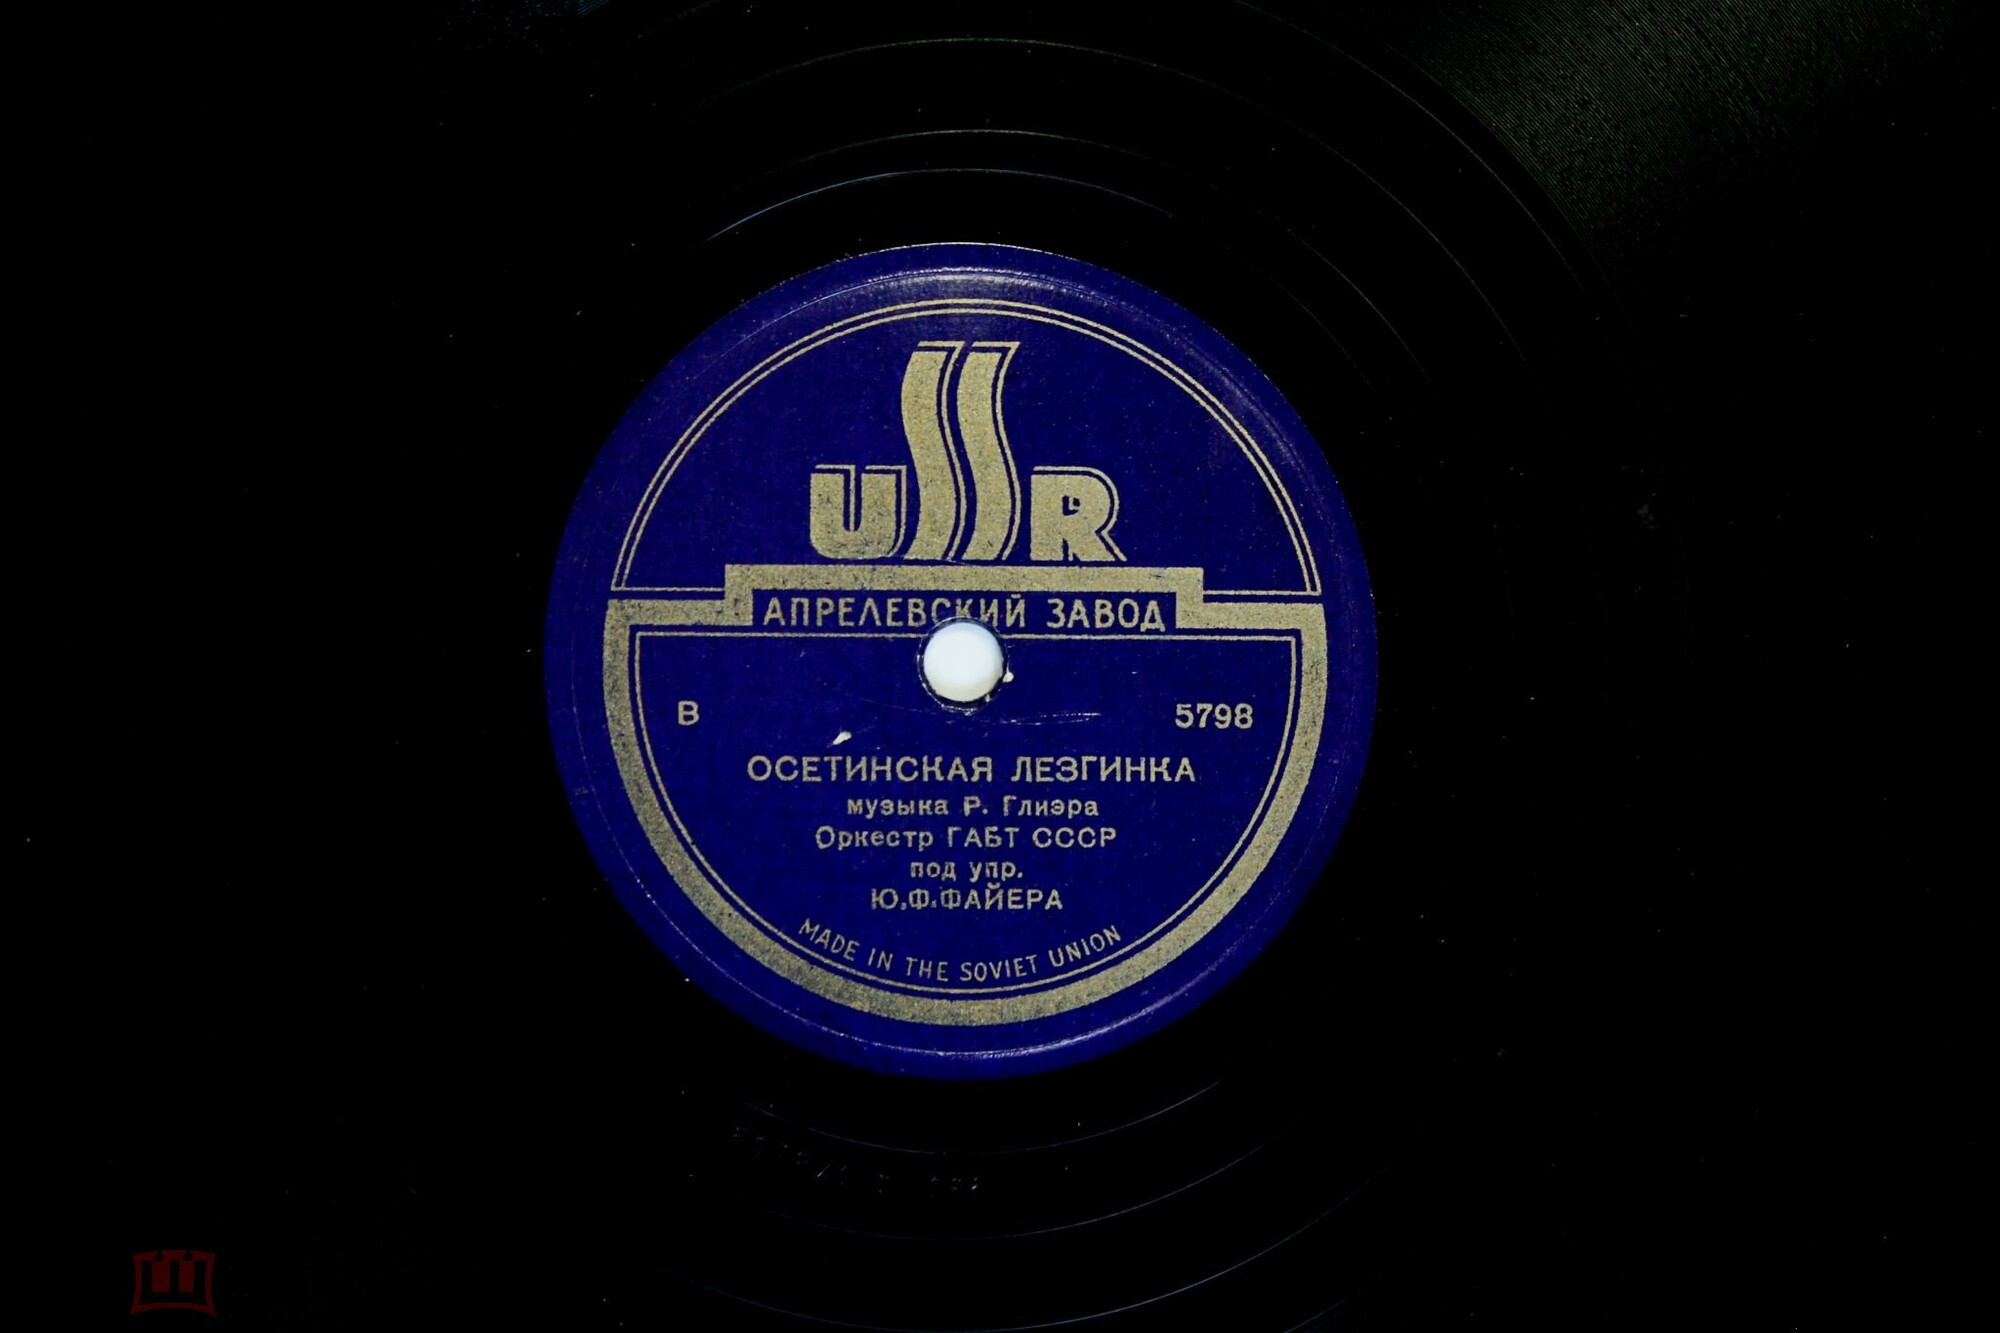 USSR
АПРЕЛЕВСКИЙ ЗАВОД
В 5798
ОСЕТИНСКАЯ ЛЕЗГИНКА
музыка Р. Глиэра
Оркестр ГАБТ СССР
под упр.
Ю.Ф.ФАЙЕРА
MADE IN THE SOVIET UNION